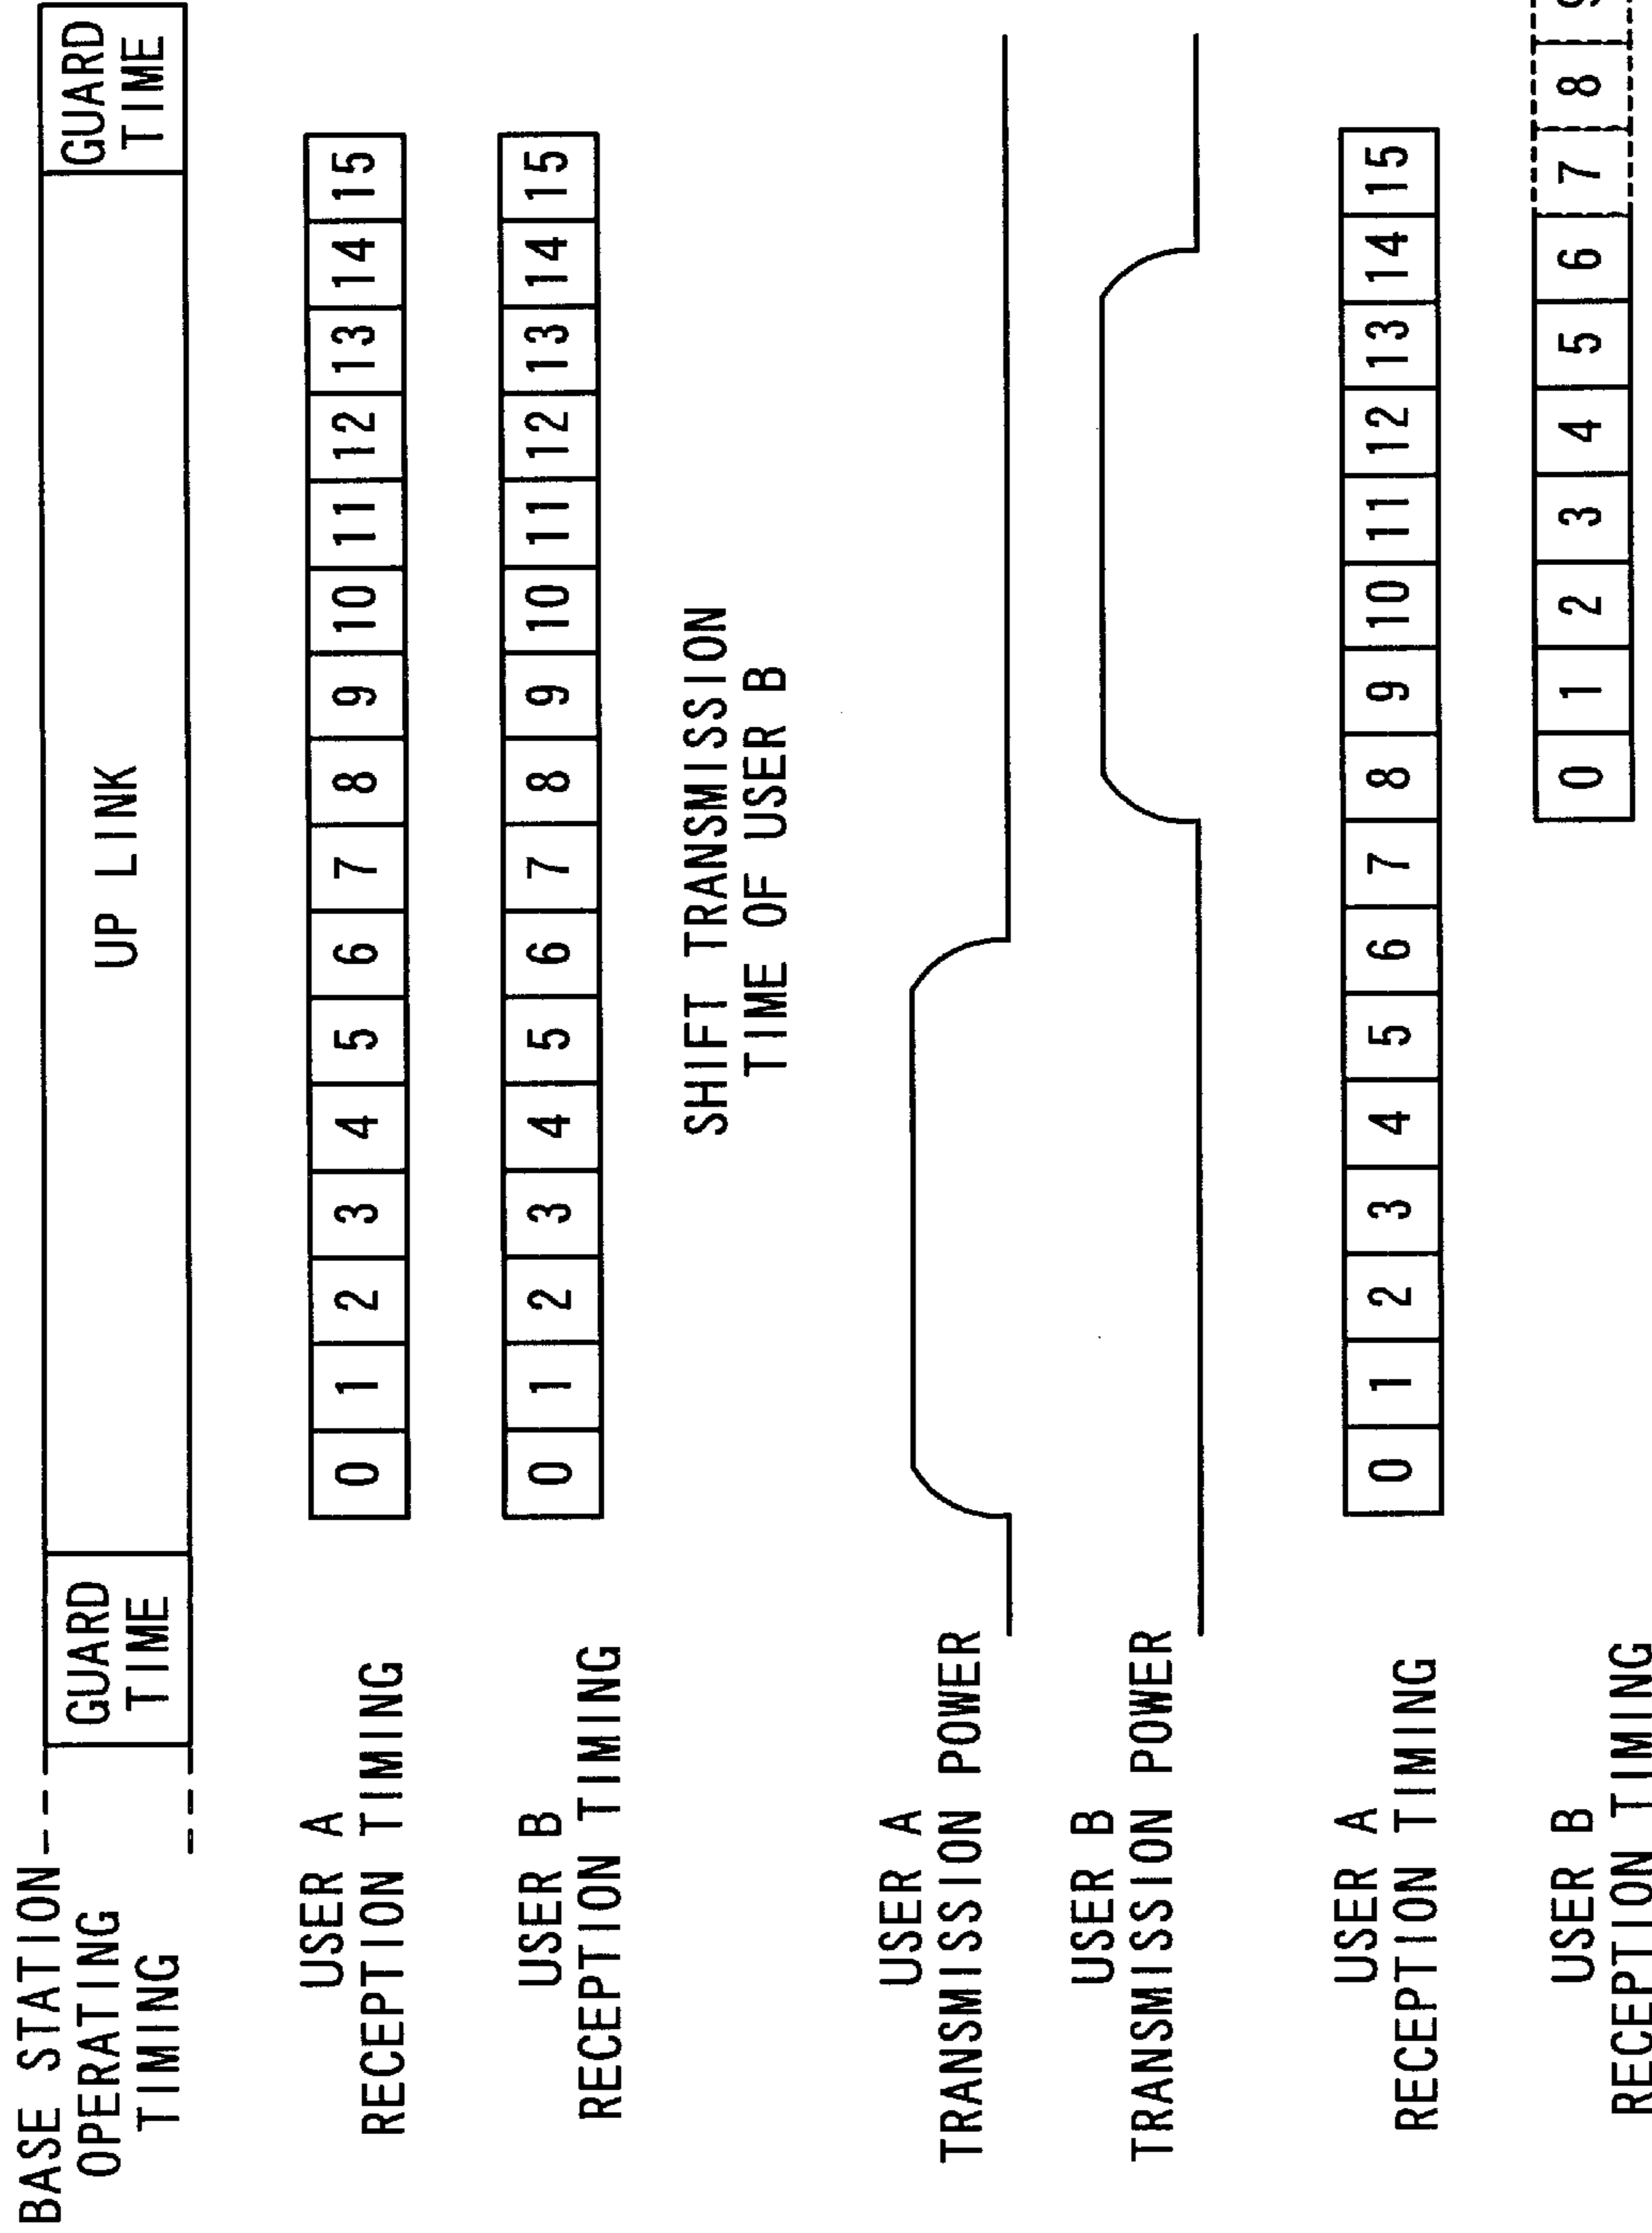 BASE STATION
OPERATING
TIMING
GUARD
TIME
UP LINK
GUARD
TIME
USER A
RECEPTION TIMING
0 1 2 3 4 5 6 7 8 9 10 11 12 13 14 15
USER B
RECEPTION TIMING
0 1 2 3 4 5 6 7 8 9 10 11 12 13 14 15
SHIFT TRANSMISSION
TIME OF USER B
USER A
TRANSMISSION POWER
USER B
TRANSMISSION POWER
USER A
RECEPTION TIMING
0 1 2 3 4 5 6 7 8 9 10 11 12 13 14 15
USER B
RECEPTION TIMING
0 1 2 3 4 5 6 7 8